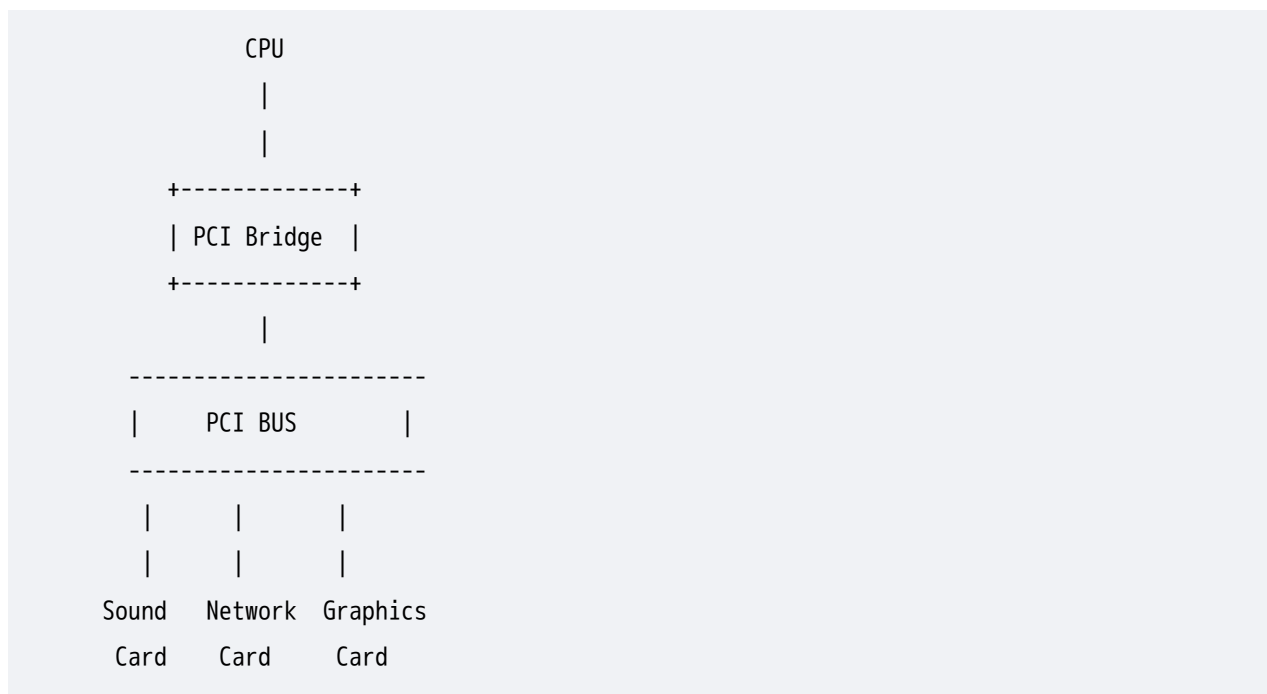 CPU
|
|
+-------------+
| PCI Bridge  |
+-------------+
|
-----------------------
|     PCI BUS        |
-----------------------
|      |       |
|      |       |
Sound   Network  Graphics
Card    Card     Card